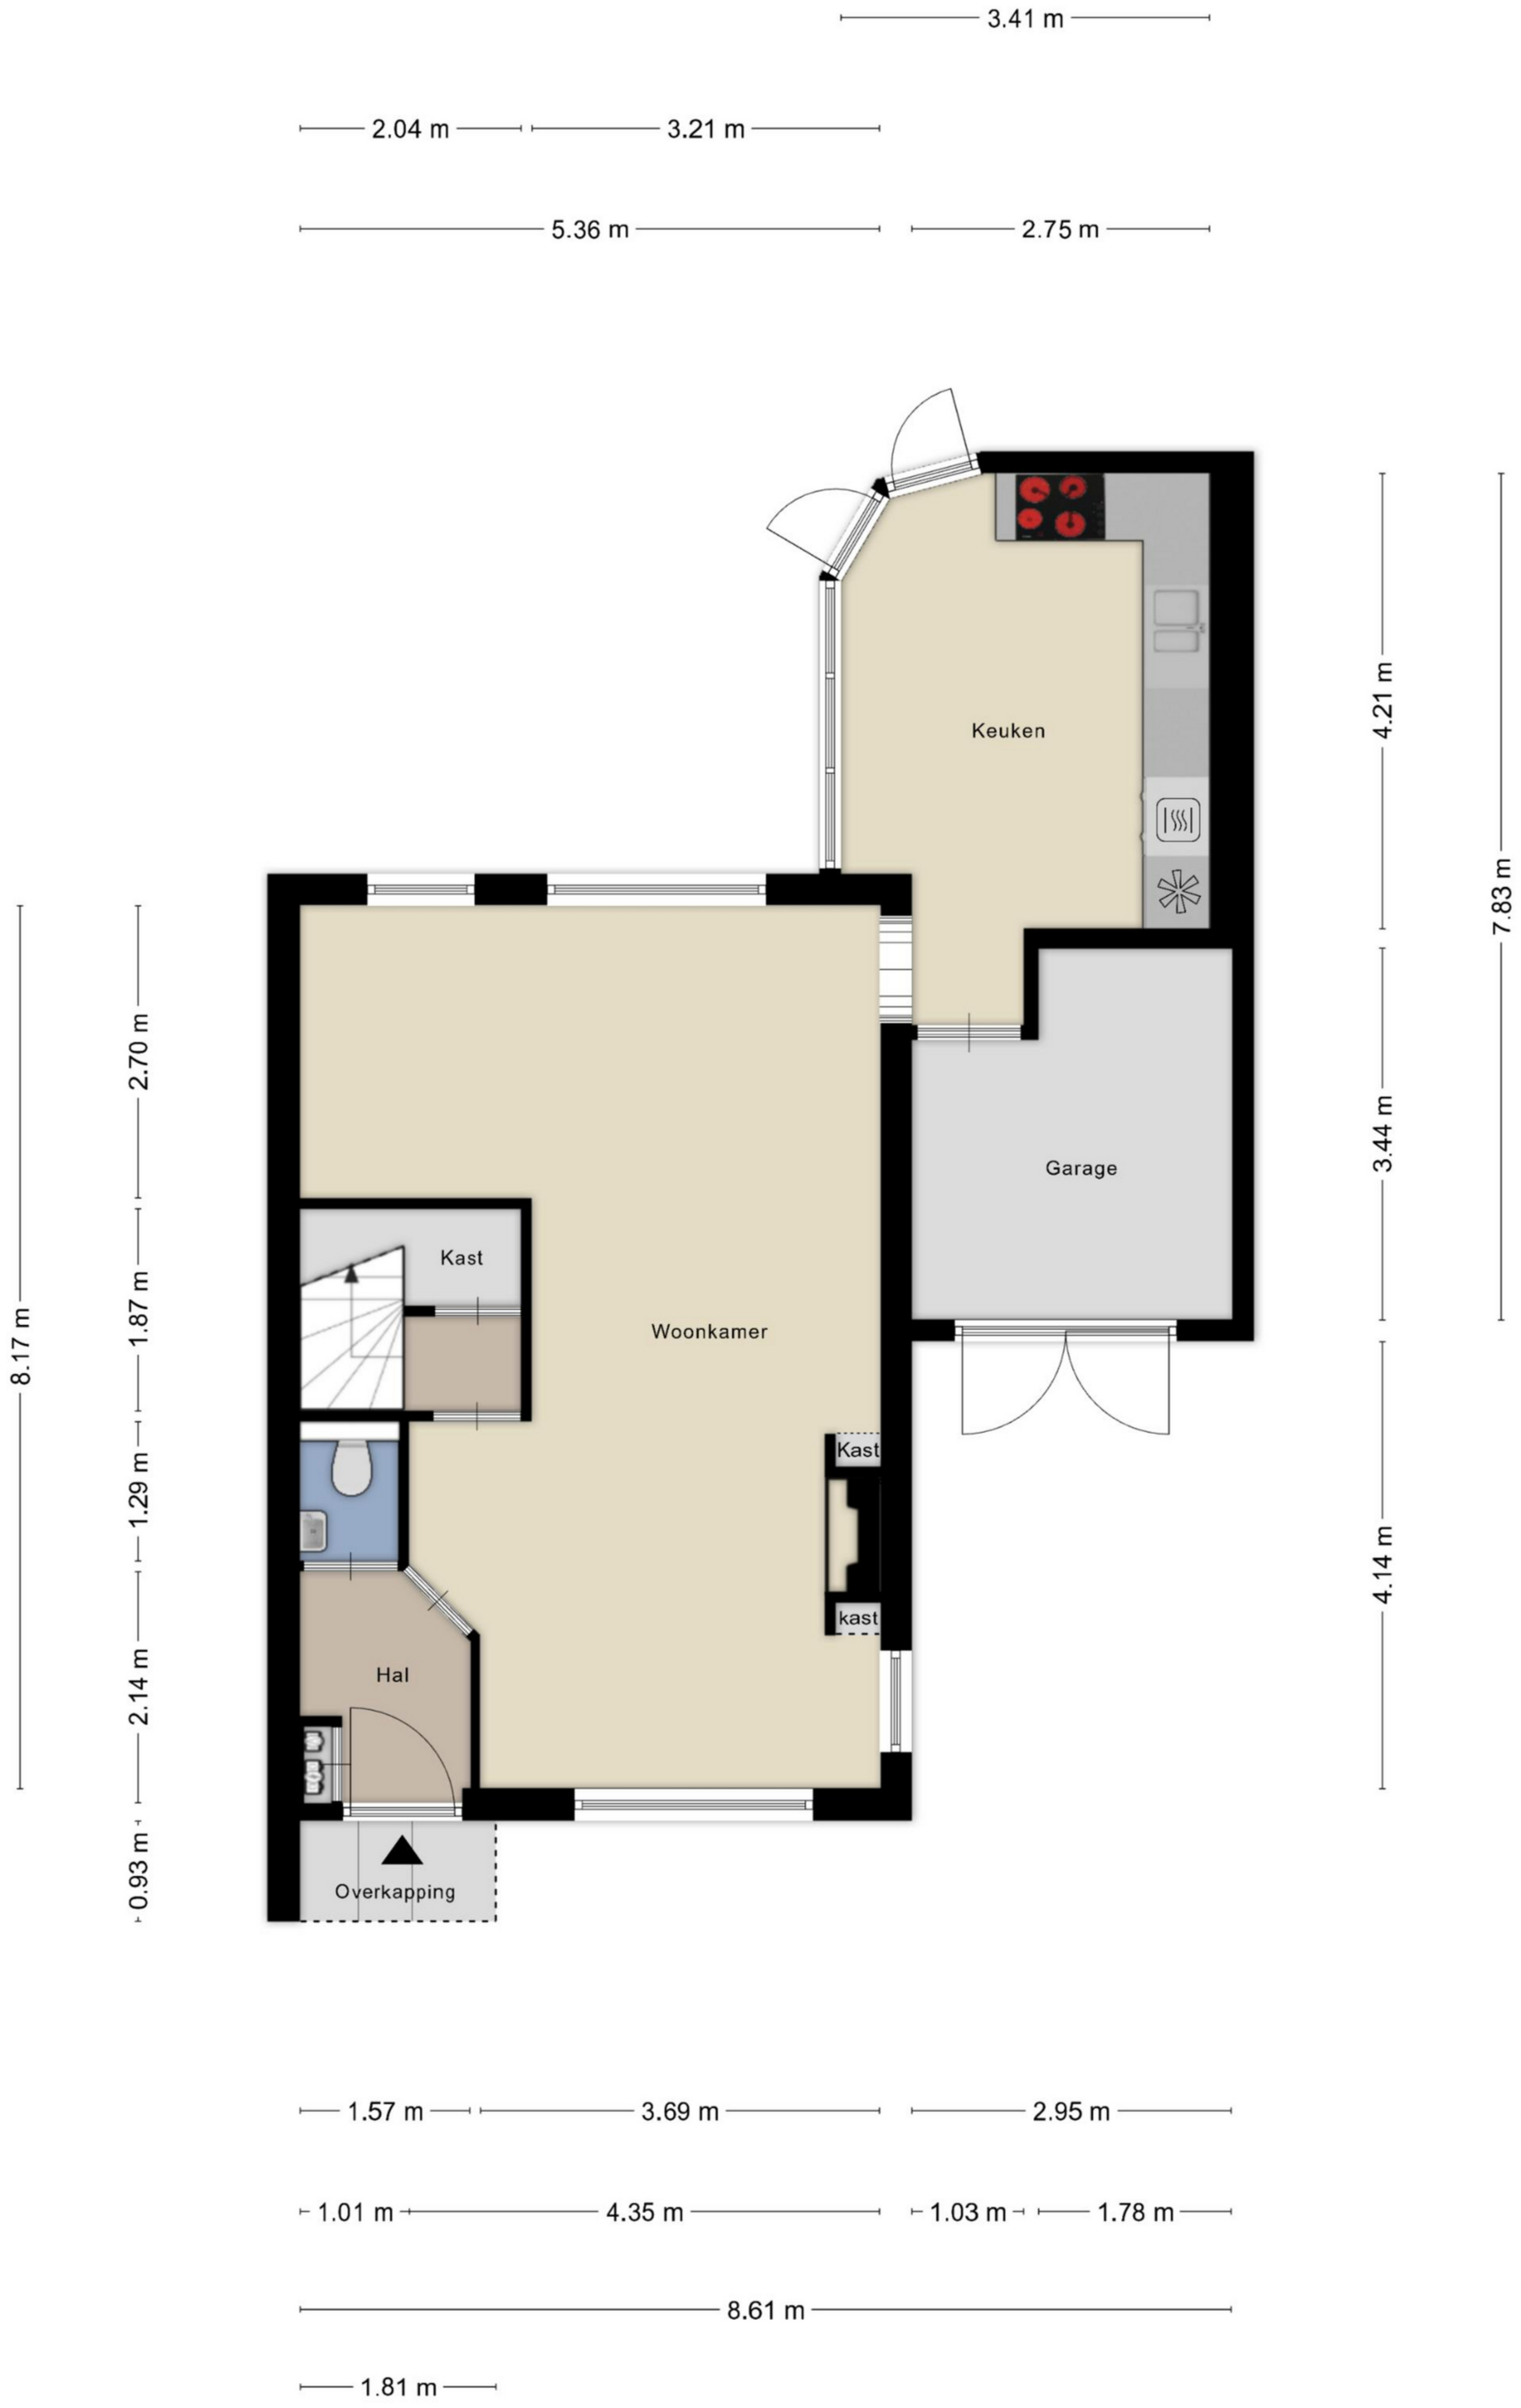 3.41 m
2.04 m
3.21 m
5.36 m
2.75 m
4.21 m
Keuken
7.83 m
2.70 m
3.44 m
Garage
Kast
1.87 m
8.17 m
Woonkamer
Kast
1.29 m
4.14 m
kast
Hal
2.14 m
0.93 m
Overkapping
1.57 m
3.69 m
2.95 m
1.01 m
4.35 m
1.03 m
1.78 m
8.61 m
1.81 m